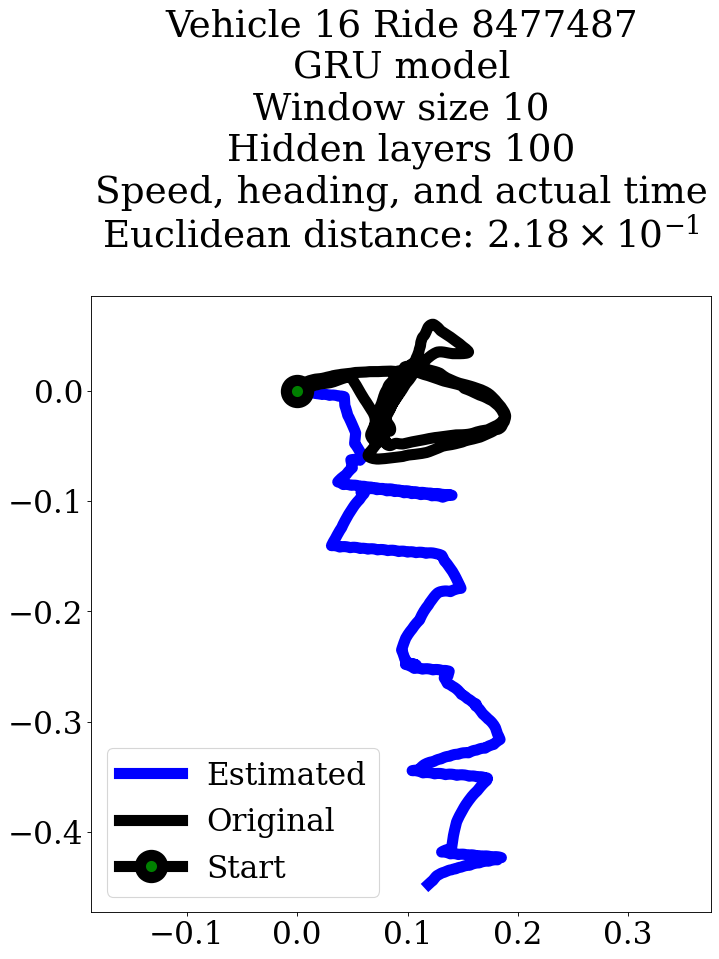 Vehicle 16 Ride 8477487
GRU model
Window size 10
Hidden layers 100
Speed, heading, and actual time
Euclidean distance: 2.18 × 10⁻¹
0.0
−0.1
−0.2
−0.3
−0.4
Estimated
Original
Start
−0.1 0.0 0.1 0.2 0.3